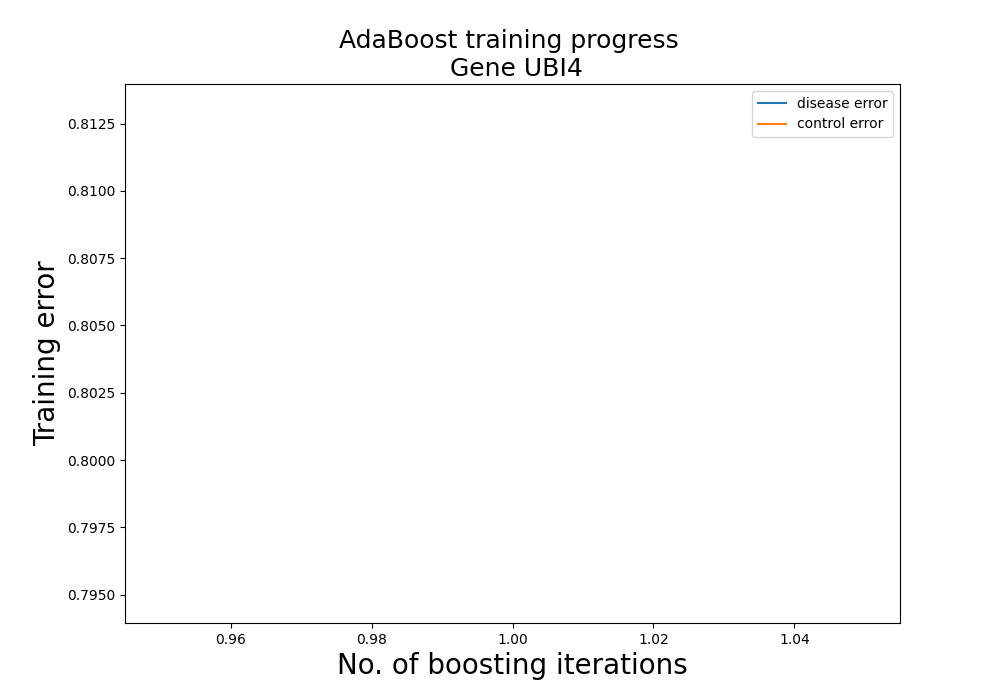 AdaBoost training progress
Gene UBI4
disease error
control error
Training error
0.8125
0.8100
0.8075
0.8050
0.8025
0.8000
0.7975
0.7950
0.96 0.98 1.00 1.02 1.04
No. of boosting iterations